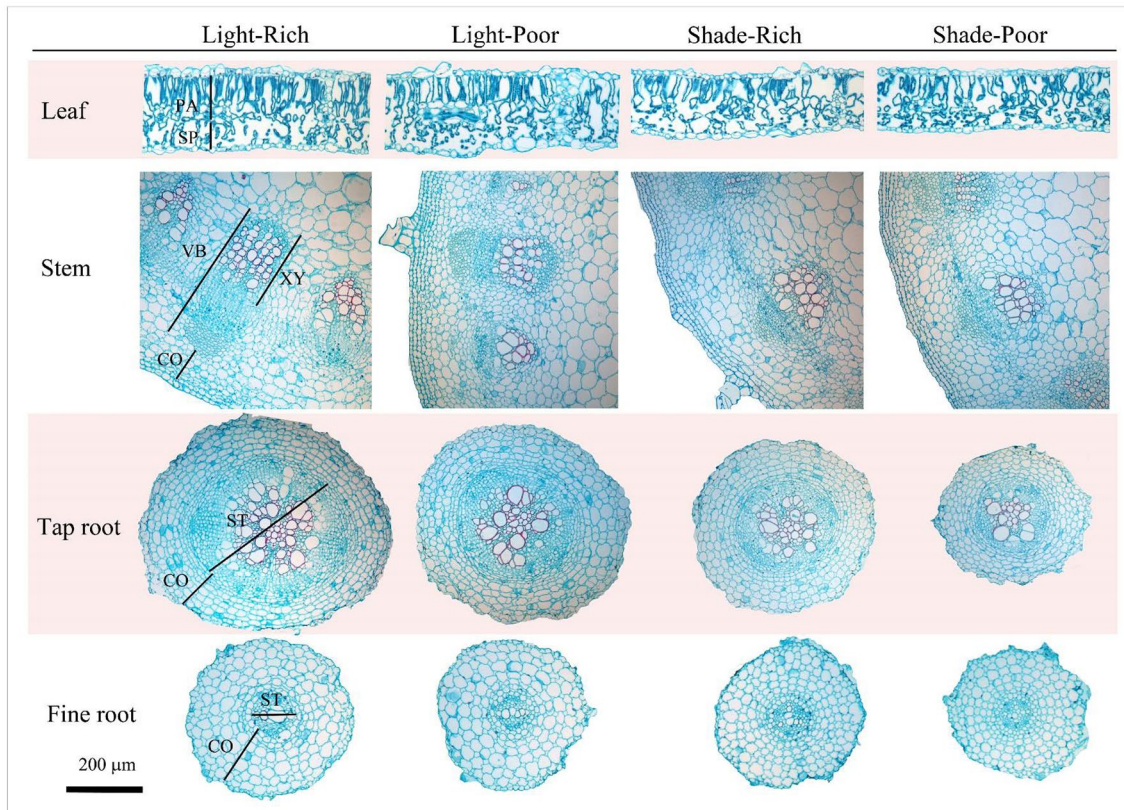 Light-Rich Light-Poor Shade-Rich Shade-Poor
Leaf
PA
SP
Stem
VB
XY
CO
Tap root
ST
CO
Fine root
ST
CO
200 μm